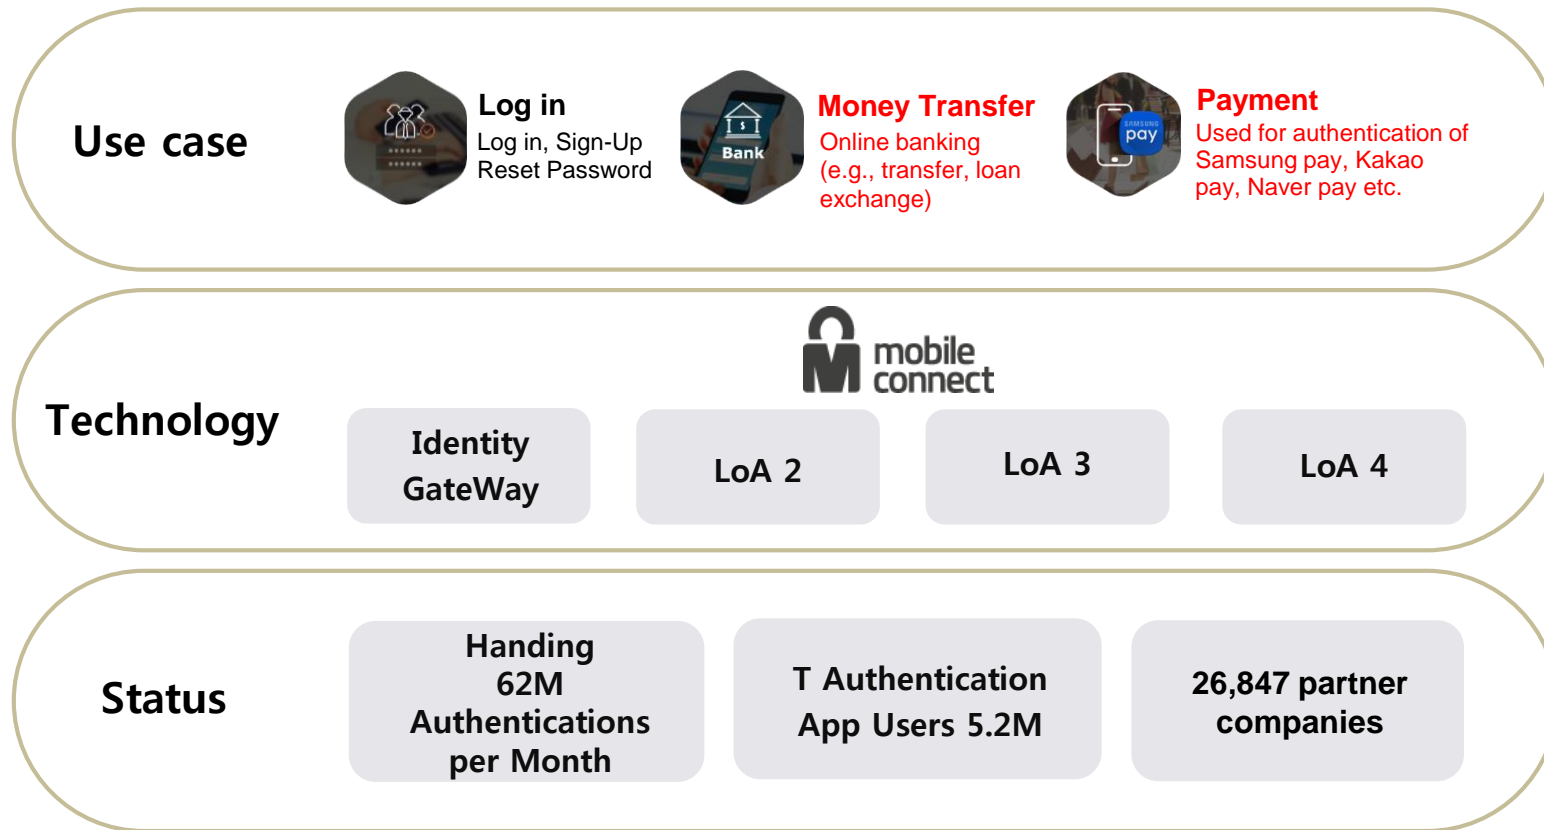 Use case
Log in
Log in, Sign-Up
Reset Password
Bank
Money Transfer
Online banking
(e.g., transfer, loan
exchange)
SAMSUNG
pay
Payment
Used for authentication of
Samsung pay, Kakao
pay, Naver pay etc.
mobile
connect
Technology
Identity
GateWay
LoA 2
LoA 3
LoA 4
Status
Handing
62M
Authentications
per Month
T Authentication
App Users 5.2M
26,847 partner
companies